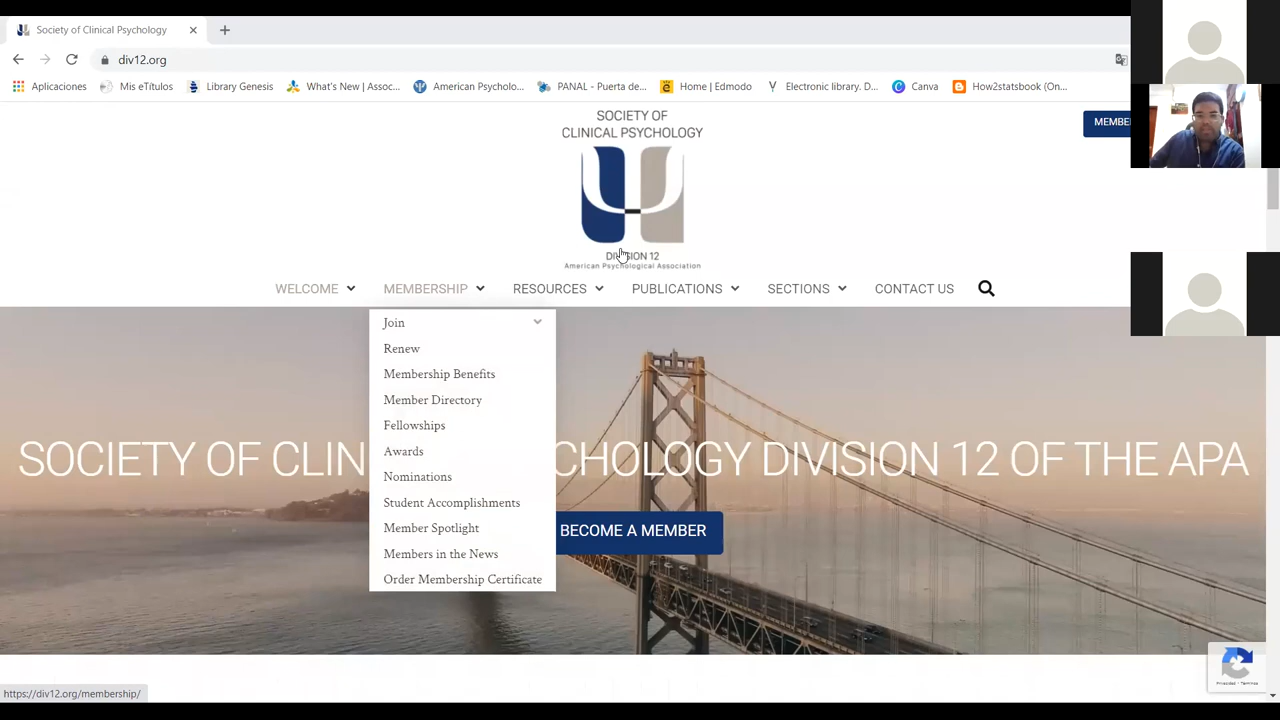 Society of Clinical Psychology
div12.org
Aplicaciones Mis eTítulos Library Genesis What's New | Assoc... American Psycholo... PANAL - Puerta de... Home | Edmodo Electronic library. D... Canva How2statsbook (On...
SOCIETY OF
CLINICAL PSYCHOLOGY
MEMBE
DIVISION 12
American Psychological Association
WELCOME MEMBERSHIP RESOURCES PUBLICATIONS SECTIONS CONTACT US
Join
Renew
Membership Benefits
Member Directory
Fellowships
Awards
Nominations
Student Accomplishments
Member Spotlight
Members in the News
Order Membership Certificate
SOCIETY OF CLIN CHOLOGY DIVISION 12 OF THE APA
BECOME A MEMBER
Privacidad - Términos
https://div12.org/membership/